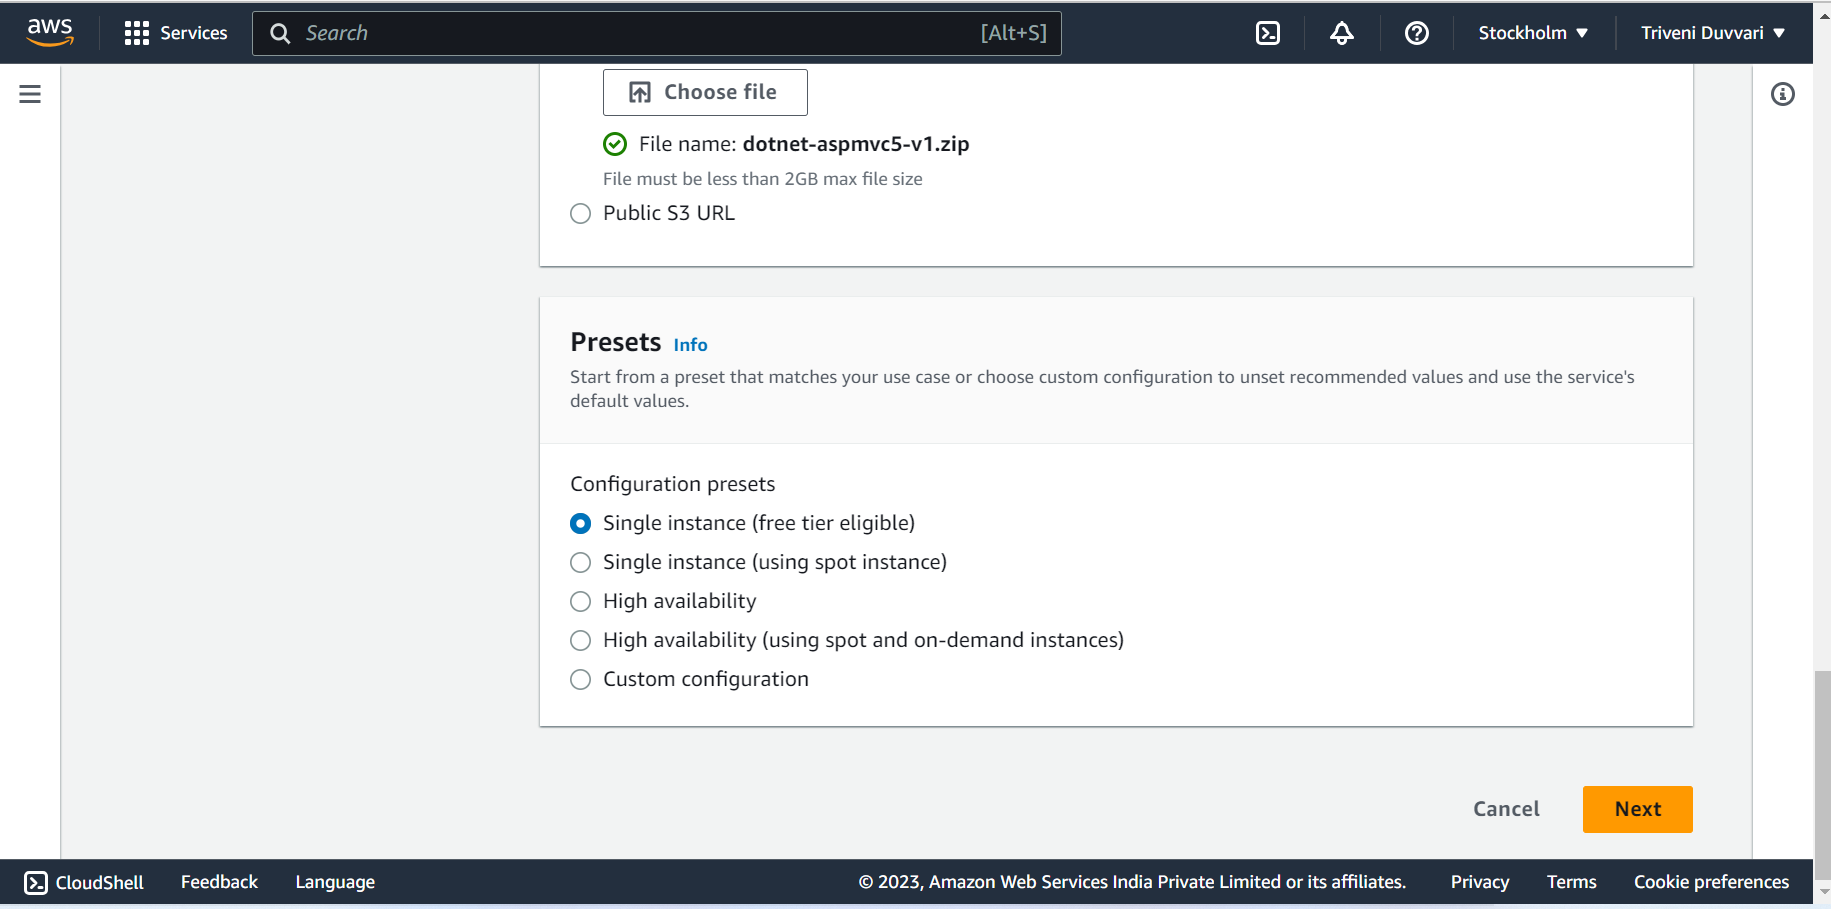 aws
Services
Search
[Alt+S]
Stockholm
Triveni Duvvari
Choose file
File name: dotnet-aspmvc5-v1.zip
File must be less than 2GB max file size
Public S3 URL
Presets Info
Start from a preset that matches your use case or choose custom configuration to unset recommended values and use the service's
default values.
Configuration presets
Single instance (free tier eligible)
Single instance (using spot instance)
High availability
High availability (using spot and on-demand instances)
Custom configuration
Cancel
Next
CloudShell
Feedback
Language
© 2023, Amazon Web Services India Private Limited or its affiliates.
Privacy
Terms
Cookie preferences